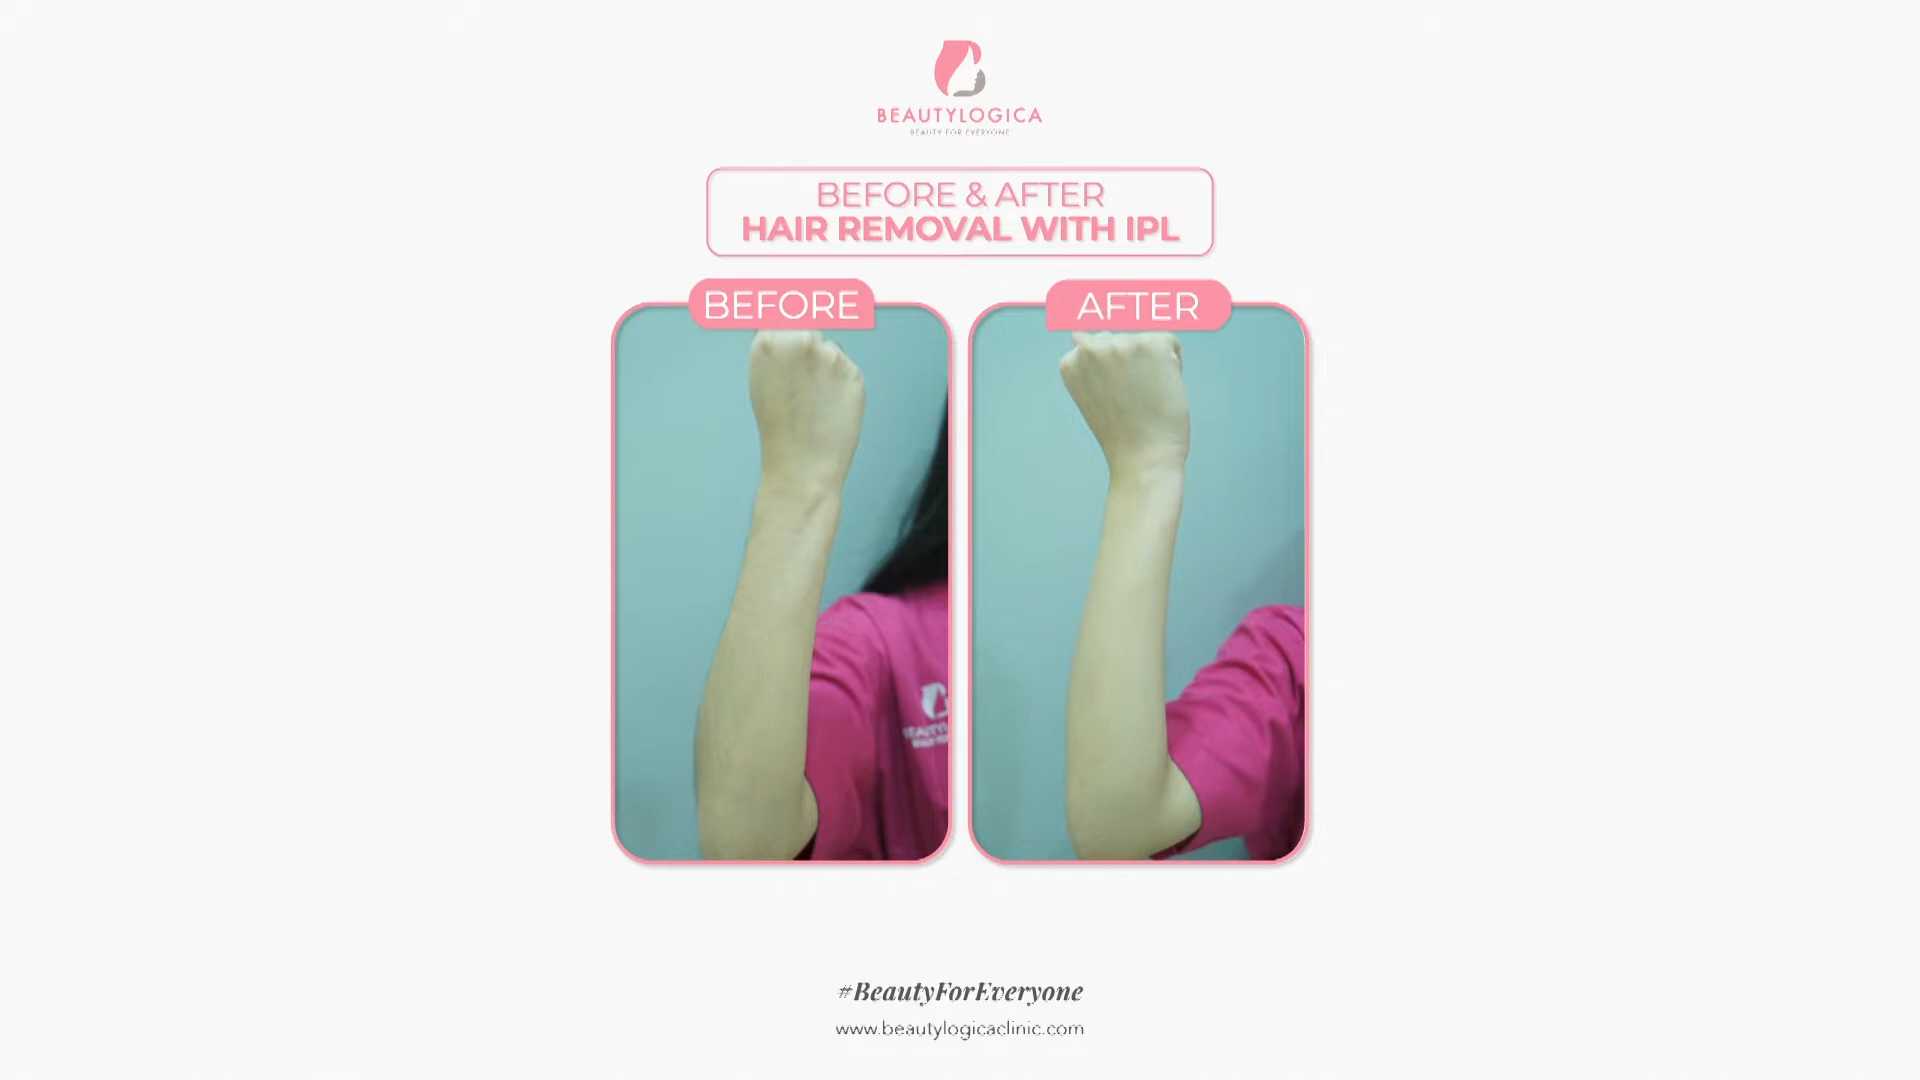 BEAUTYLOGICA
BEAUTY FOR EVERYONE
BEFORE & AFTER
HAIR REMOVAL WITH IPL
BEFORE
AFTER
#BeautyForEveryone
www.beautylogicaclinic.com